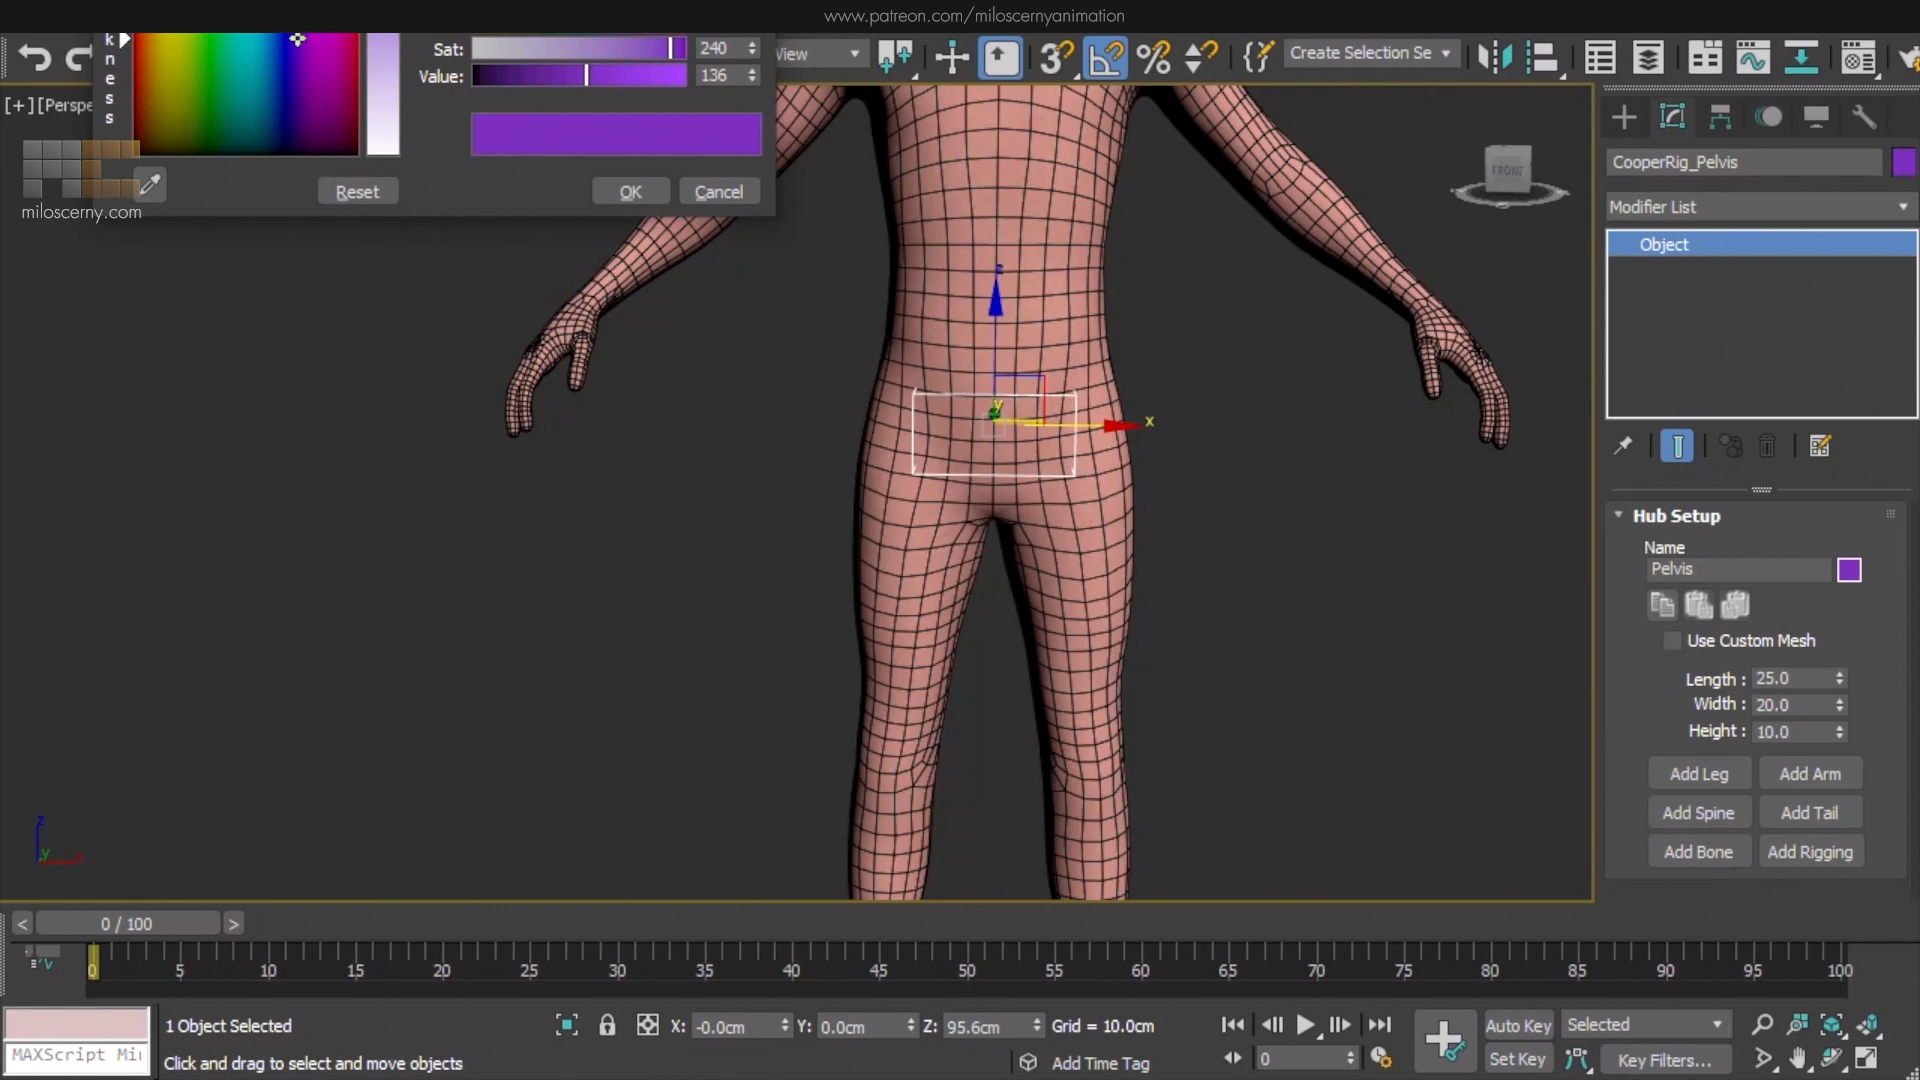 www.patreon.com/miloscernyanimation
k
n
e
s
s
Sat: 240
Value: 136
Reset
OK
Cancel
miloscerny.com
View
3
Create Selection Se
[+][Perspe
FRONT
CooperRig_Pelvis
Modifier List
Object
z
y
x
Hub Setup
Name
Pelvis
Use Custom Mesh
Length : 25.0
Width : 20.0
Height : 10.0
Add Leg Add Arm
Add Spine Add Tail
Add Bone Add Rigging
z
y
< 0 / 100 >
0 5 10 15 20 25 30 35 40 45 50 55 60 65 70 75 80 85 90 95 100
1 Object Selected
X: -0.0cm Y: 0.0cm Z: 95.6cm Grid = 10.0cm
Auto Key Selected
MAXScript Mi
Click and drag to select and move objects
Add Time Tag
0
Set Key Key Filters...